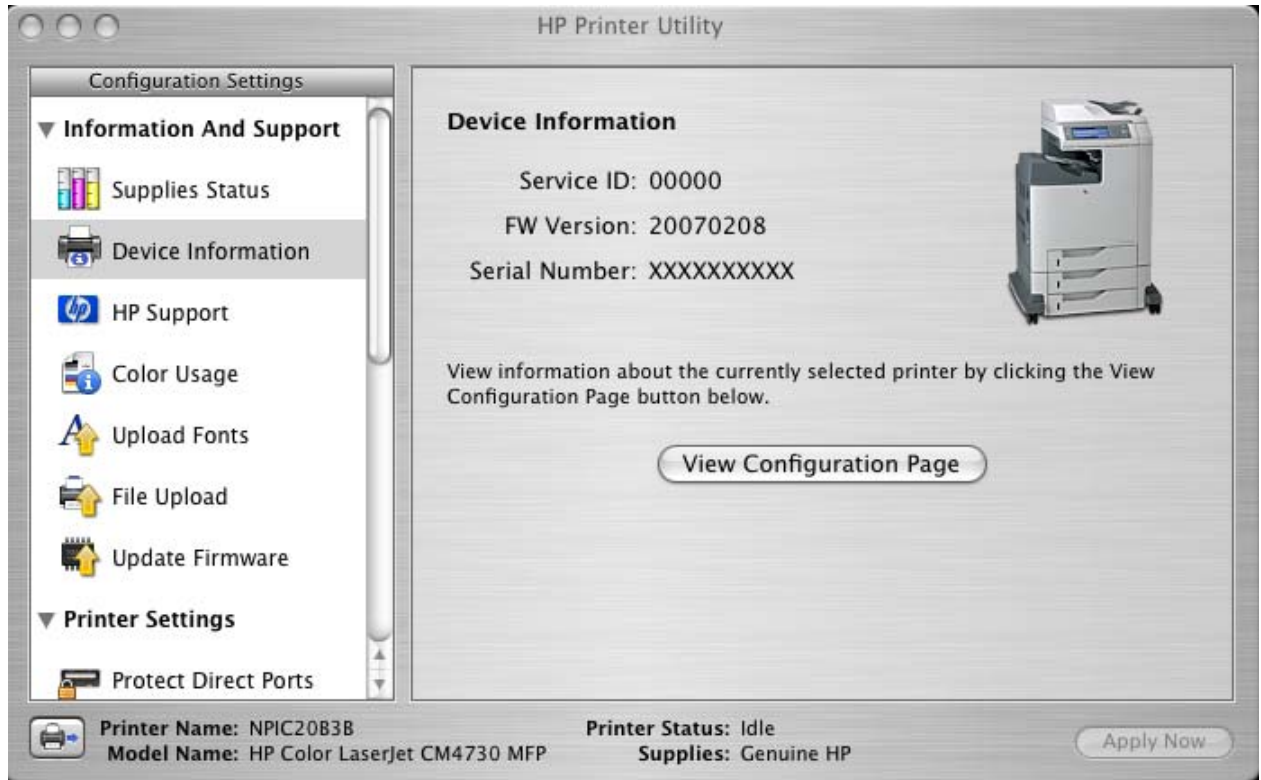 HP Printer Utility
Configuration Settings
Information And Support
Supplies Status
Device Information
HP Support
Color Usage
Upload Fonts
File Upload
Update Firmware
Printer Settings
Protect Direct Ports
Device Information
Service ID: 00000
FW Version: 20070208
Serial Number: XXXXXXXXXX
View information about the currently selected printer by clicking the View
Configuration Page button below.
View Configuration Page
Printer Name: NPIC20B3B
Model Name: HP Color LaserJet CM4730 MFP
Printer Status: Idle
Supplies: Genuine HP
Apply Now